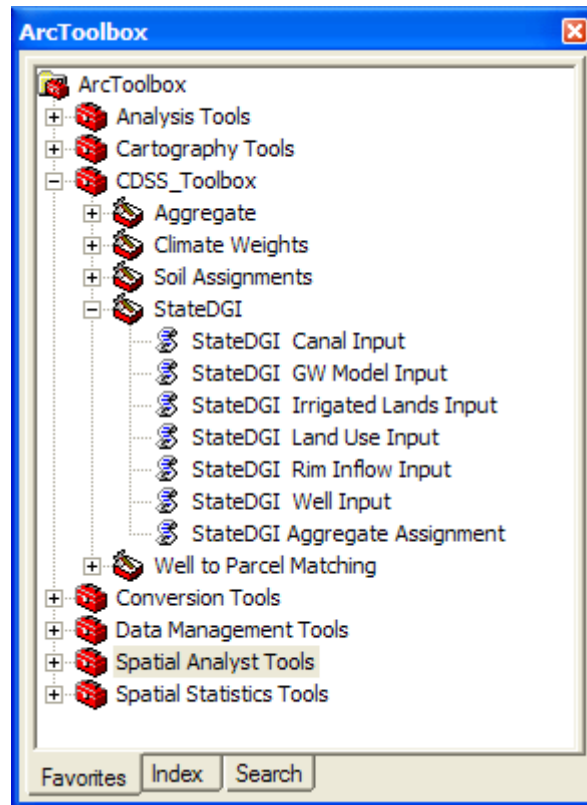 ArcToolbox
ArcToolbox
Analysis Tools
Cartography Tools
CDSS_Toolbox
Aggregate
Climate Weights
Soil Assignments
StateDGI
StateDGI  Canal Input
StateDGI  GW Model Input
StateDGI  Irrigated Lands Input
StateDGI  Land Use Input
StateDGI  Rim Inflow Input
StateDGI  Well Input
StateDGI Aggregate Assignment
Well to Parcel Matching
Conversion Tools
Data Management Tools
Spatial Analyst Tools
Spatial Statistics Tools
Favorites Index Search